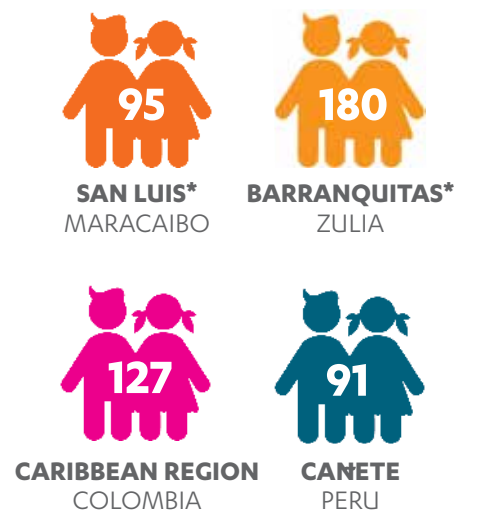 95
180
SAN LUIS*
BARRANQUITAS*
MARACAIBO
ZULIA
127
91
CARIBBEAN REGION
CAÑETE
COLOMBIA
PERU